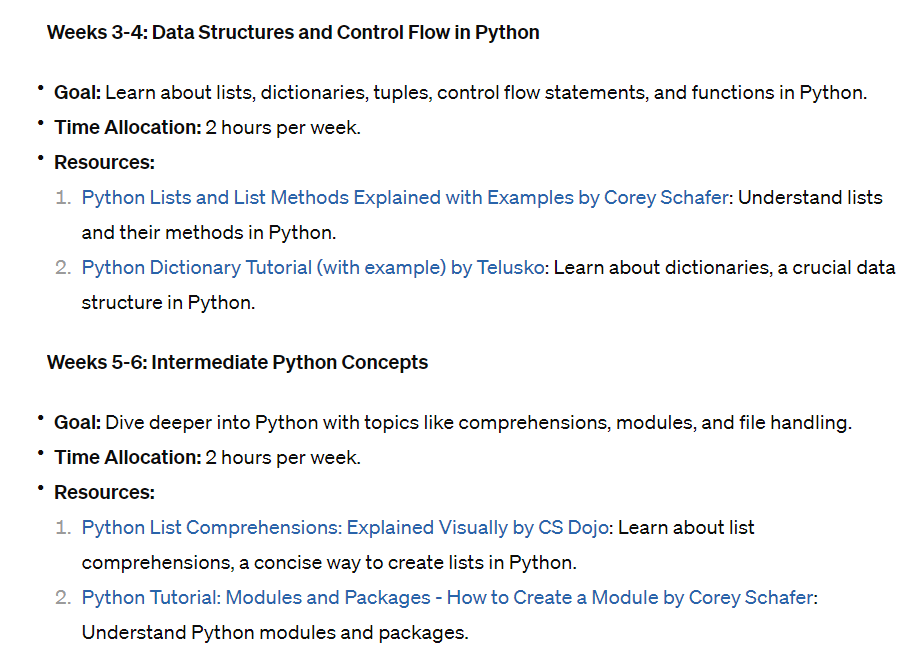 Weeks 3-4: Data Structures and Control Flow in Python
• Goal: Learn about lists, dictionaries, tuples, control flow statements, and functions in Python.
• Time Allocation: 2 hours per week.
• Resources:
1. Python Lists and List Methods Explained with Examples by Corey Schafer: Understand lists
and their methods in Python.
2. Python Dictionary Tutorial (with example) by Telusko: Learn about dictionaries, a crucial data
structure in Python.
Weeks 5-6: Intermediate Python Concepts
• Goal: Dive deeper into Python with topics like comprehensions, modules, and file handling.
• Time Allocation: 2 hours per week.
• Resources:
1. Python List Comprehensions: Explained Visually by CS Dojo: Learn about list
comprehensions, a concise way to create lists in Python.
2. Python Tutorial: Modules and Packages - How to Create a Module by Corey Schafer:
Understand Python modules and packages.